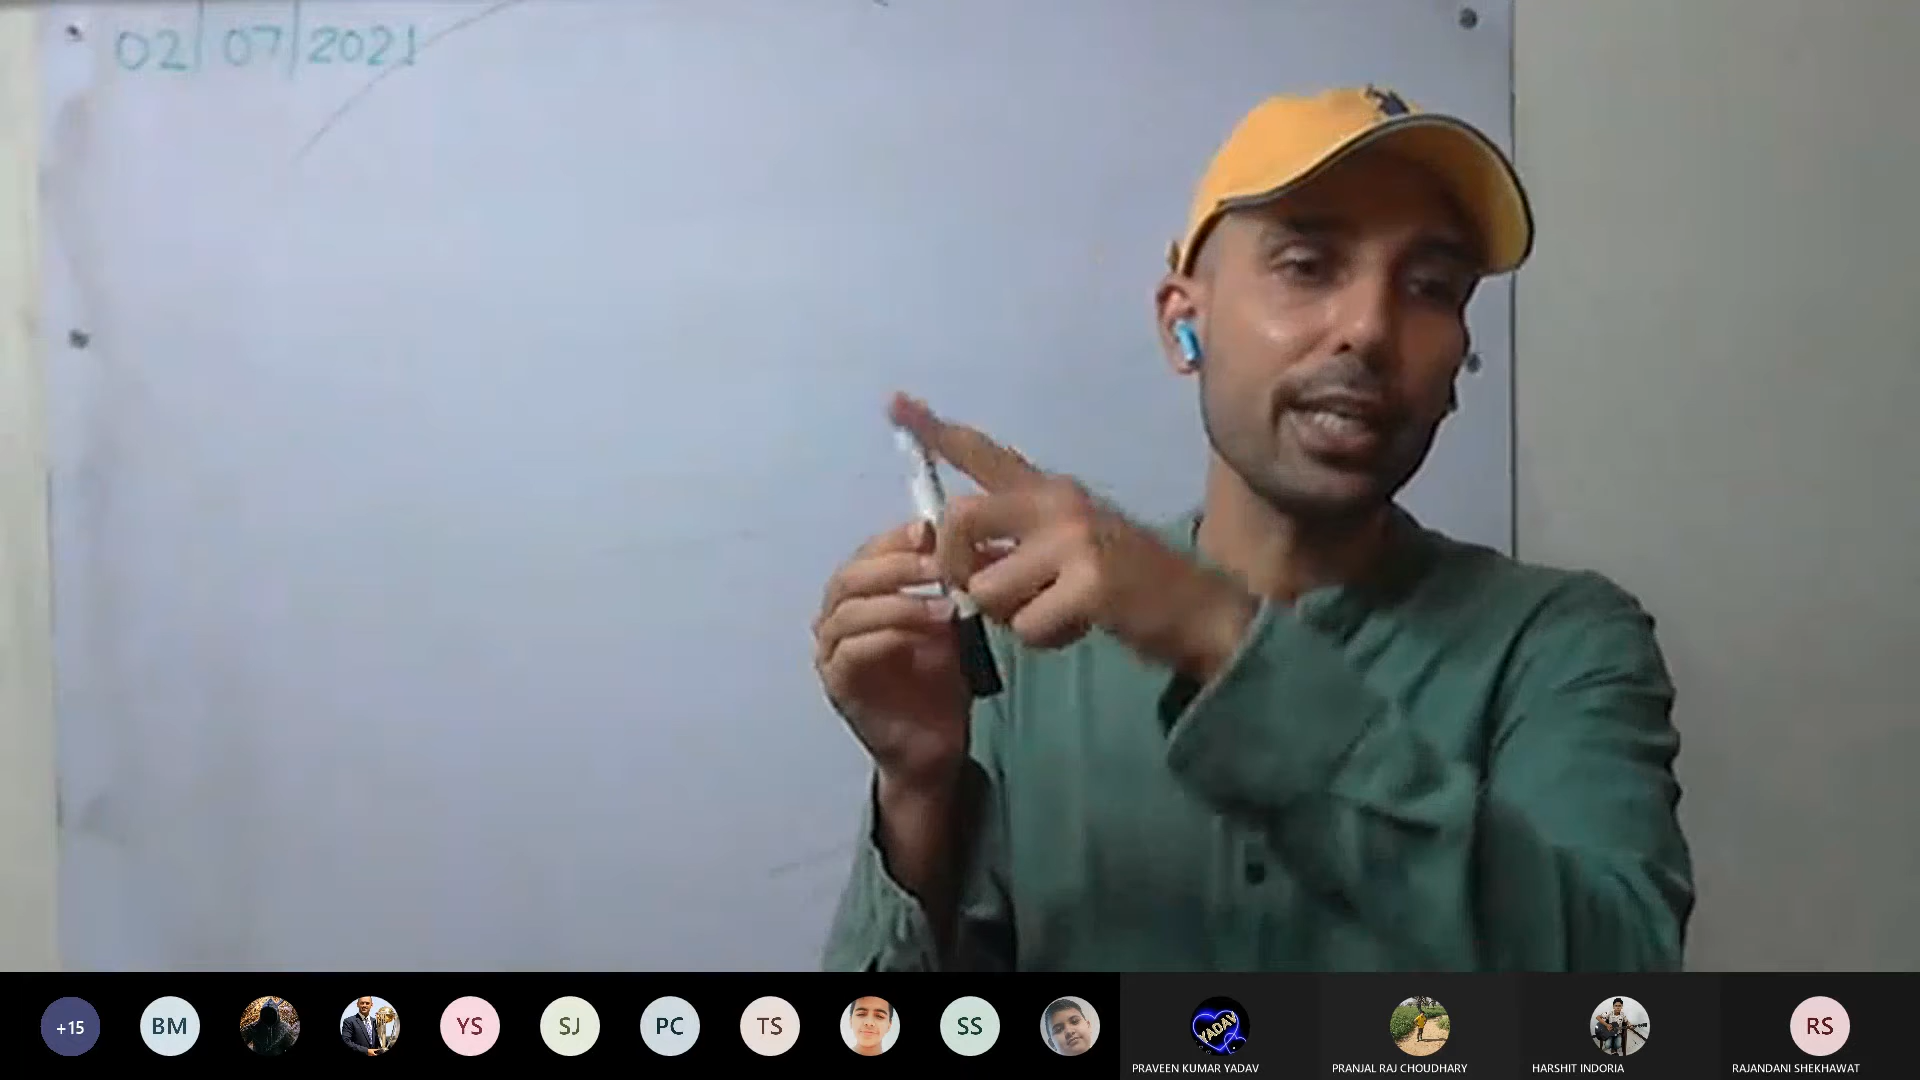 02/07/2021
+15
BM
YS
SJ
PC
TS
SS
YADAV
RS
PRAVEEN KUMAR YADAV
PRANJAL RAJ CHOUDHARY
HARSHIT INDORIA
RAJANDANI SHEKHAWAT